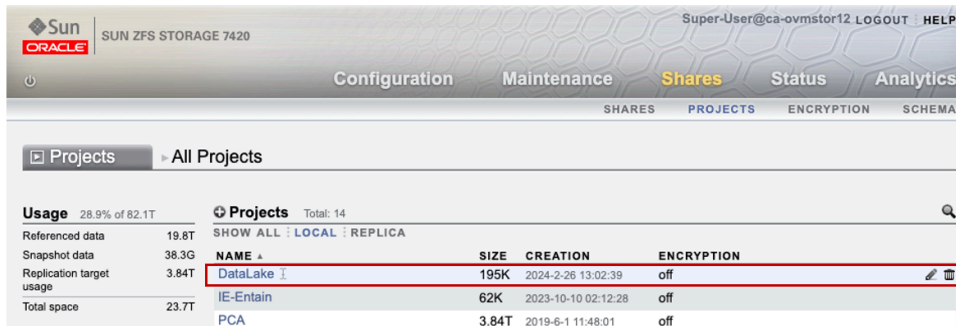 Sun
ORACLE
SUN ZFS STORAGE 7420
Super-User@ca-ovmstor12 LOGOUT HELP
Configuration Maintenance Shares Status Analytics
SHARES PROJECTS ENCRYPTION SCHEMA
Projects All Projects
Usage 28.9% of 82.1T
Referenced data 19.8T
Snapshot data 38.3G
Replication target usage 3.84T
Total space 23.7T
Projects Total: 14
SHOW ALL LOCAL REPLICA
NAME SIZE CREATION ENCRYPTION
DataLake 195K 2024-2-26 13:02:39 off
IE-Entain 62K 2023-10-10 02:12:28 off
PCA 3.84T 2019-6-1 11:48:01 off